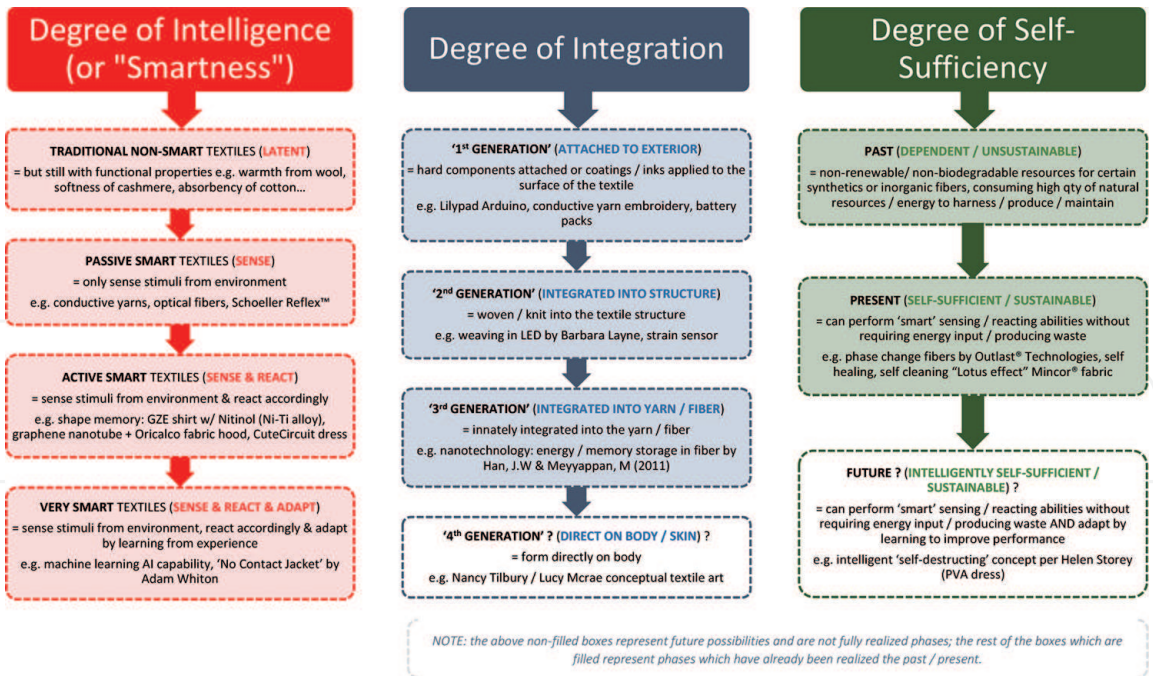 Degree of Intelligence
(or "Smartness")
TRADITIONAL NON-SMART TEXTILES (LATENT)
= but still with functional properties e.g. warmth from wool,
softness of cashmere, absorbency of cotton...
PASSIVE SMART TEXTILES (SENSE)
= only sense stimuli from environment
e.g. conductive yarns, optical fibers, Schoeller Reflex™
ACTIVE SMART TEXTILES (SENSE & REACT)
= sense stimuli from environment & react accordingly
e.g. shape memory: GZE shirt w/ Nitinol (Ni-Ti alloy),
graphene nanotube + Oricalco fabric hood, CuteCircuit dress
VERY SMART TEXTILES (SENSE & REACT & ADAPT)
= sense stimuli from environment, react accordingly & adapt
by learning from experience
e.g. machine learning AI capability, 'No Contact Jacket' by
Adam Whiton
Degree of Integration
'1st GENERATION' (ATTACHED TO EXTERIOR)
= hard components attached or coatings / inks applied to the
surface of the textile
e.g. Lilypad Arduino, conductive yarn embroidery, battery
packs
'2nd GENERATION' (INTEGRATED INTO STRUCTURE)
= woven / knit into the textile structure
e.g. weaving in LED by Barbara Layne, strain sensor
'3rd GENERATION' (INTEGRATED INTO YARN / FIBER)
= innately integrated into the yarn / fiber
e.g. nanotechnology: energy / memory storage in fiber by
Han, J.W & Meyyappan, M (2011)
'4th GENERATION' ? (DIRECT ON BODY / SKIN) ?
= form directly on body
e.g. Nancy Tilbury / Lucy Mcrae conceptual textile art
Degree of Self-
Sufficiency
PAST (DEPENDENT / UNSUSTAINABLE)
= non-renewable/ non-biodegradable resources for certain
synthetics or inorganic fibers, consuming high qty of natural
resources / energy to harness / produce / maintain
PRESENT (SELF-SUFFICIENT / SUSTAINABLE)
= can perform 'smart' sensing / reacting abilities without
requiring energy input / producing waste
e.g. phase change fibers by Outlast® Technologies, self
healing, self cleaning "Lotus effect" Mincor® fabric
FUTURE ? (INTELLIGENTLY SELF-SUFFICIENT /
SUSTAINABLE) ?
= can perform 'smart' sensing / reacting abilities without
requiring energy input / producing waste AND adapt by
learning to improve performance
e.g. intelligent 'self-destructing' concept per Helen Storey
(PVA dress)
NOTE: the above non-filled boxes represent future possibilities and are not fully realized phases; the rest of the boxes which are
filled represent phases which have already been realized the past / present.